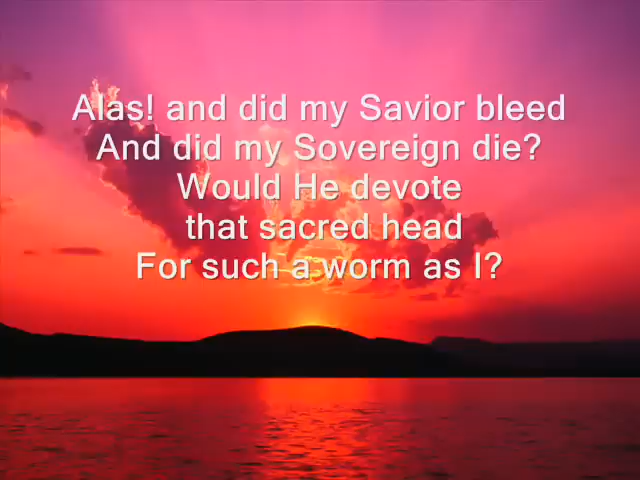 Alas! and did my Savior bleed
And did my Sovereign die?
Would He devote
that sacred head
For such a worm as I?